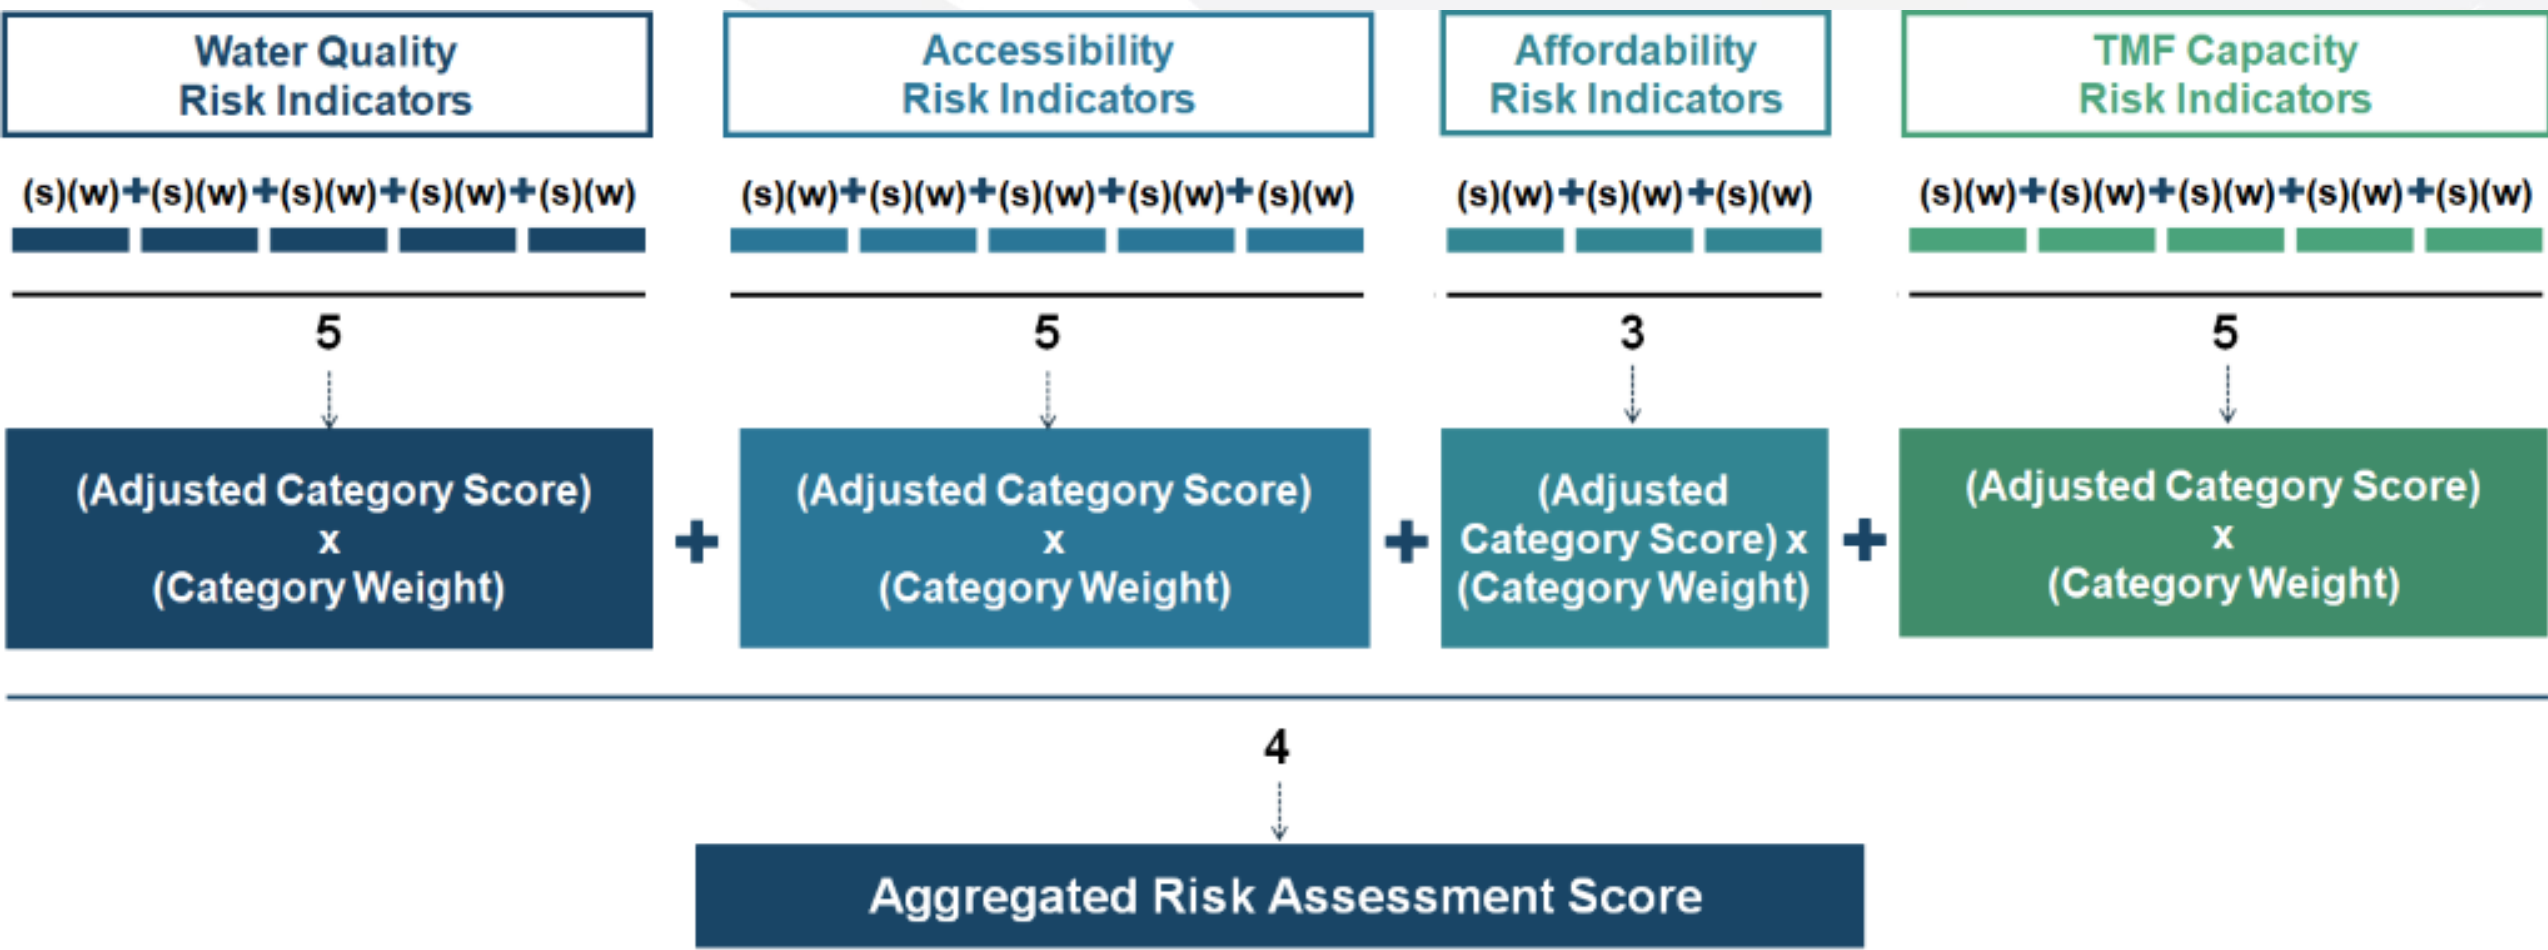 Water Quality
Risk Indicators
Accessibility
Risk Indicators
Affordability
Risk Indicators
TMF Capacity
Risk Indicators
(s)(w)+(s)(w)+(s)(w)+(s)(w)+(s)(w)
(s)(w)+(s)(w)+(s)(w)+(s)(w)+(s)(w)
(s)(w)+(s)(w)+(s)(w)
(s)(w)+(s)(w)+(s)(w)+(s)(w)+(s)(w)
5
5
3
5
(Adjusted Category Score)
x
(Category Weight)
+
(Adjusted Category Score)
x
(Category Weight)
+
(Adjusted
Category Score) x
(Category Weight)
+
(Adjusted Category Score)
x
(Category Weight)
4
Aggregated Risk Assessment Score